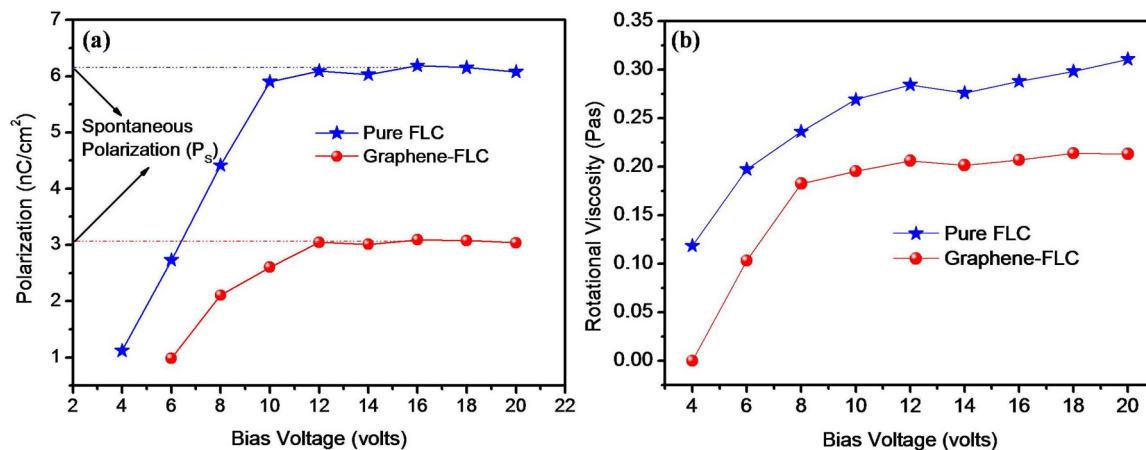 (a)
Polarization (nC/cm²)
7
6
5
4
3
2
1
Spontaneous
Polarization (P_S)
Pure FLC
Graphene-FLC
2 4 6 8 10 12 14 16 18 20 22
Bias Voltage (volts)
(b)
Rotational Viscosity (Pas)
0.35
0.30
0.25
0.20
0.15
0.10
0.05
0.00
Pure FLC
Graphene-FLC
4 6 8 10 12 14 16 18 20
Bias Voltage (volts)